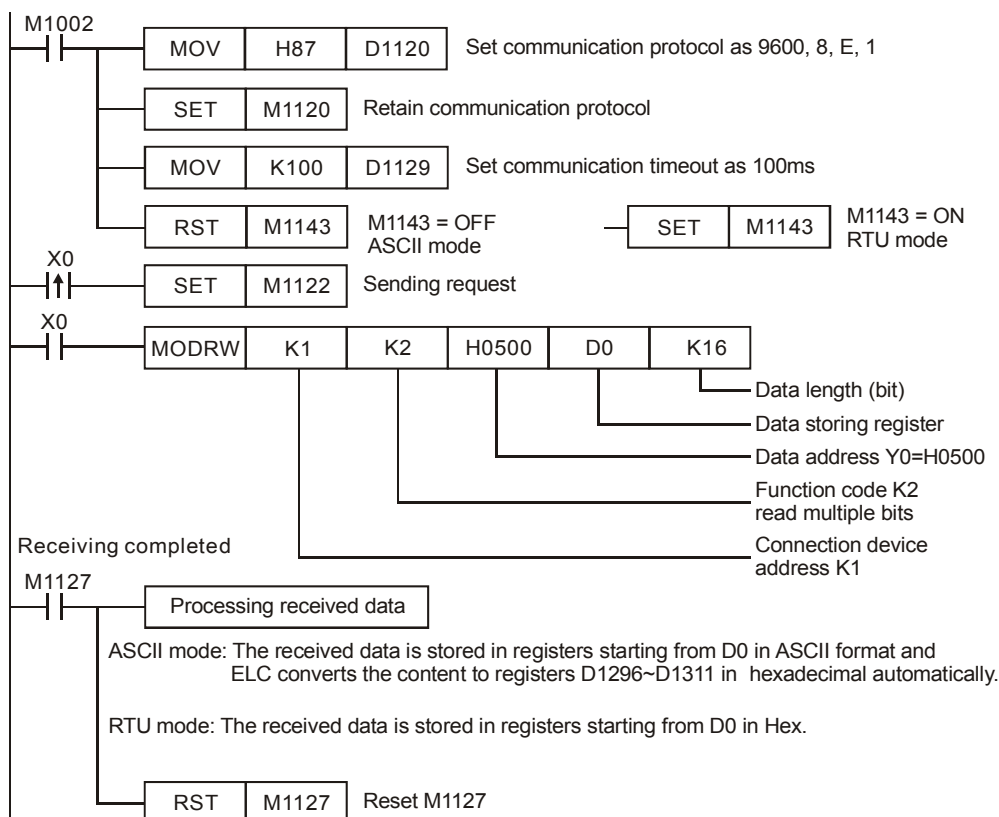 M1002
MOV H87 D1120 Set communication protocol as 9600, 8, E, 1
SET M1120 Retain communication protocol
MOV K100 D1129 Set communication timeout as 100ms
RST M1143 M1143 = OFF
ASCII mode
SET M1143 M1143 = ON
RTU mode
X0
SET M1122 Sending request
X0
MODRW K1 K2 H0500 D0 K16
Data length (bit)
Data storing register
Data address Y0=H0500
Function code K2
read multiple bits
Connection device
address K1
Receiving completed
M1127
Processing received data
ASCII mode: The received data is stored in registers starting from D0 in ASCII format and
ELC converts the content to registers D1296~D1311 in hexadecimal automatically.
RTU mode: The received data is stored in registers starting from D0 in Hex.
RST M1127 Reset M1127